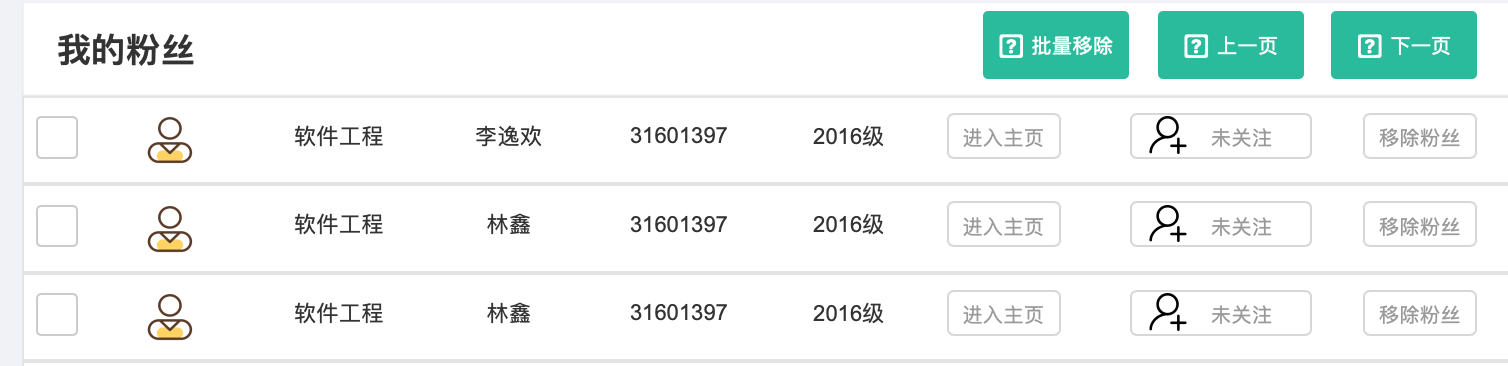 我的粉丝 批量移除 上一页 下一页
软件工程 李逸欢 31601397 2016级 进入主页 未关注 移除粉丝
软件工程 林鑫 31601397 2016级 进入主页 未关注 移除粉丝
软件工程 林鑫 31601397 2016级 进入主页 未关注 移除粉丝